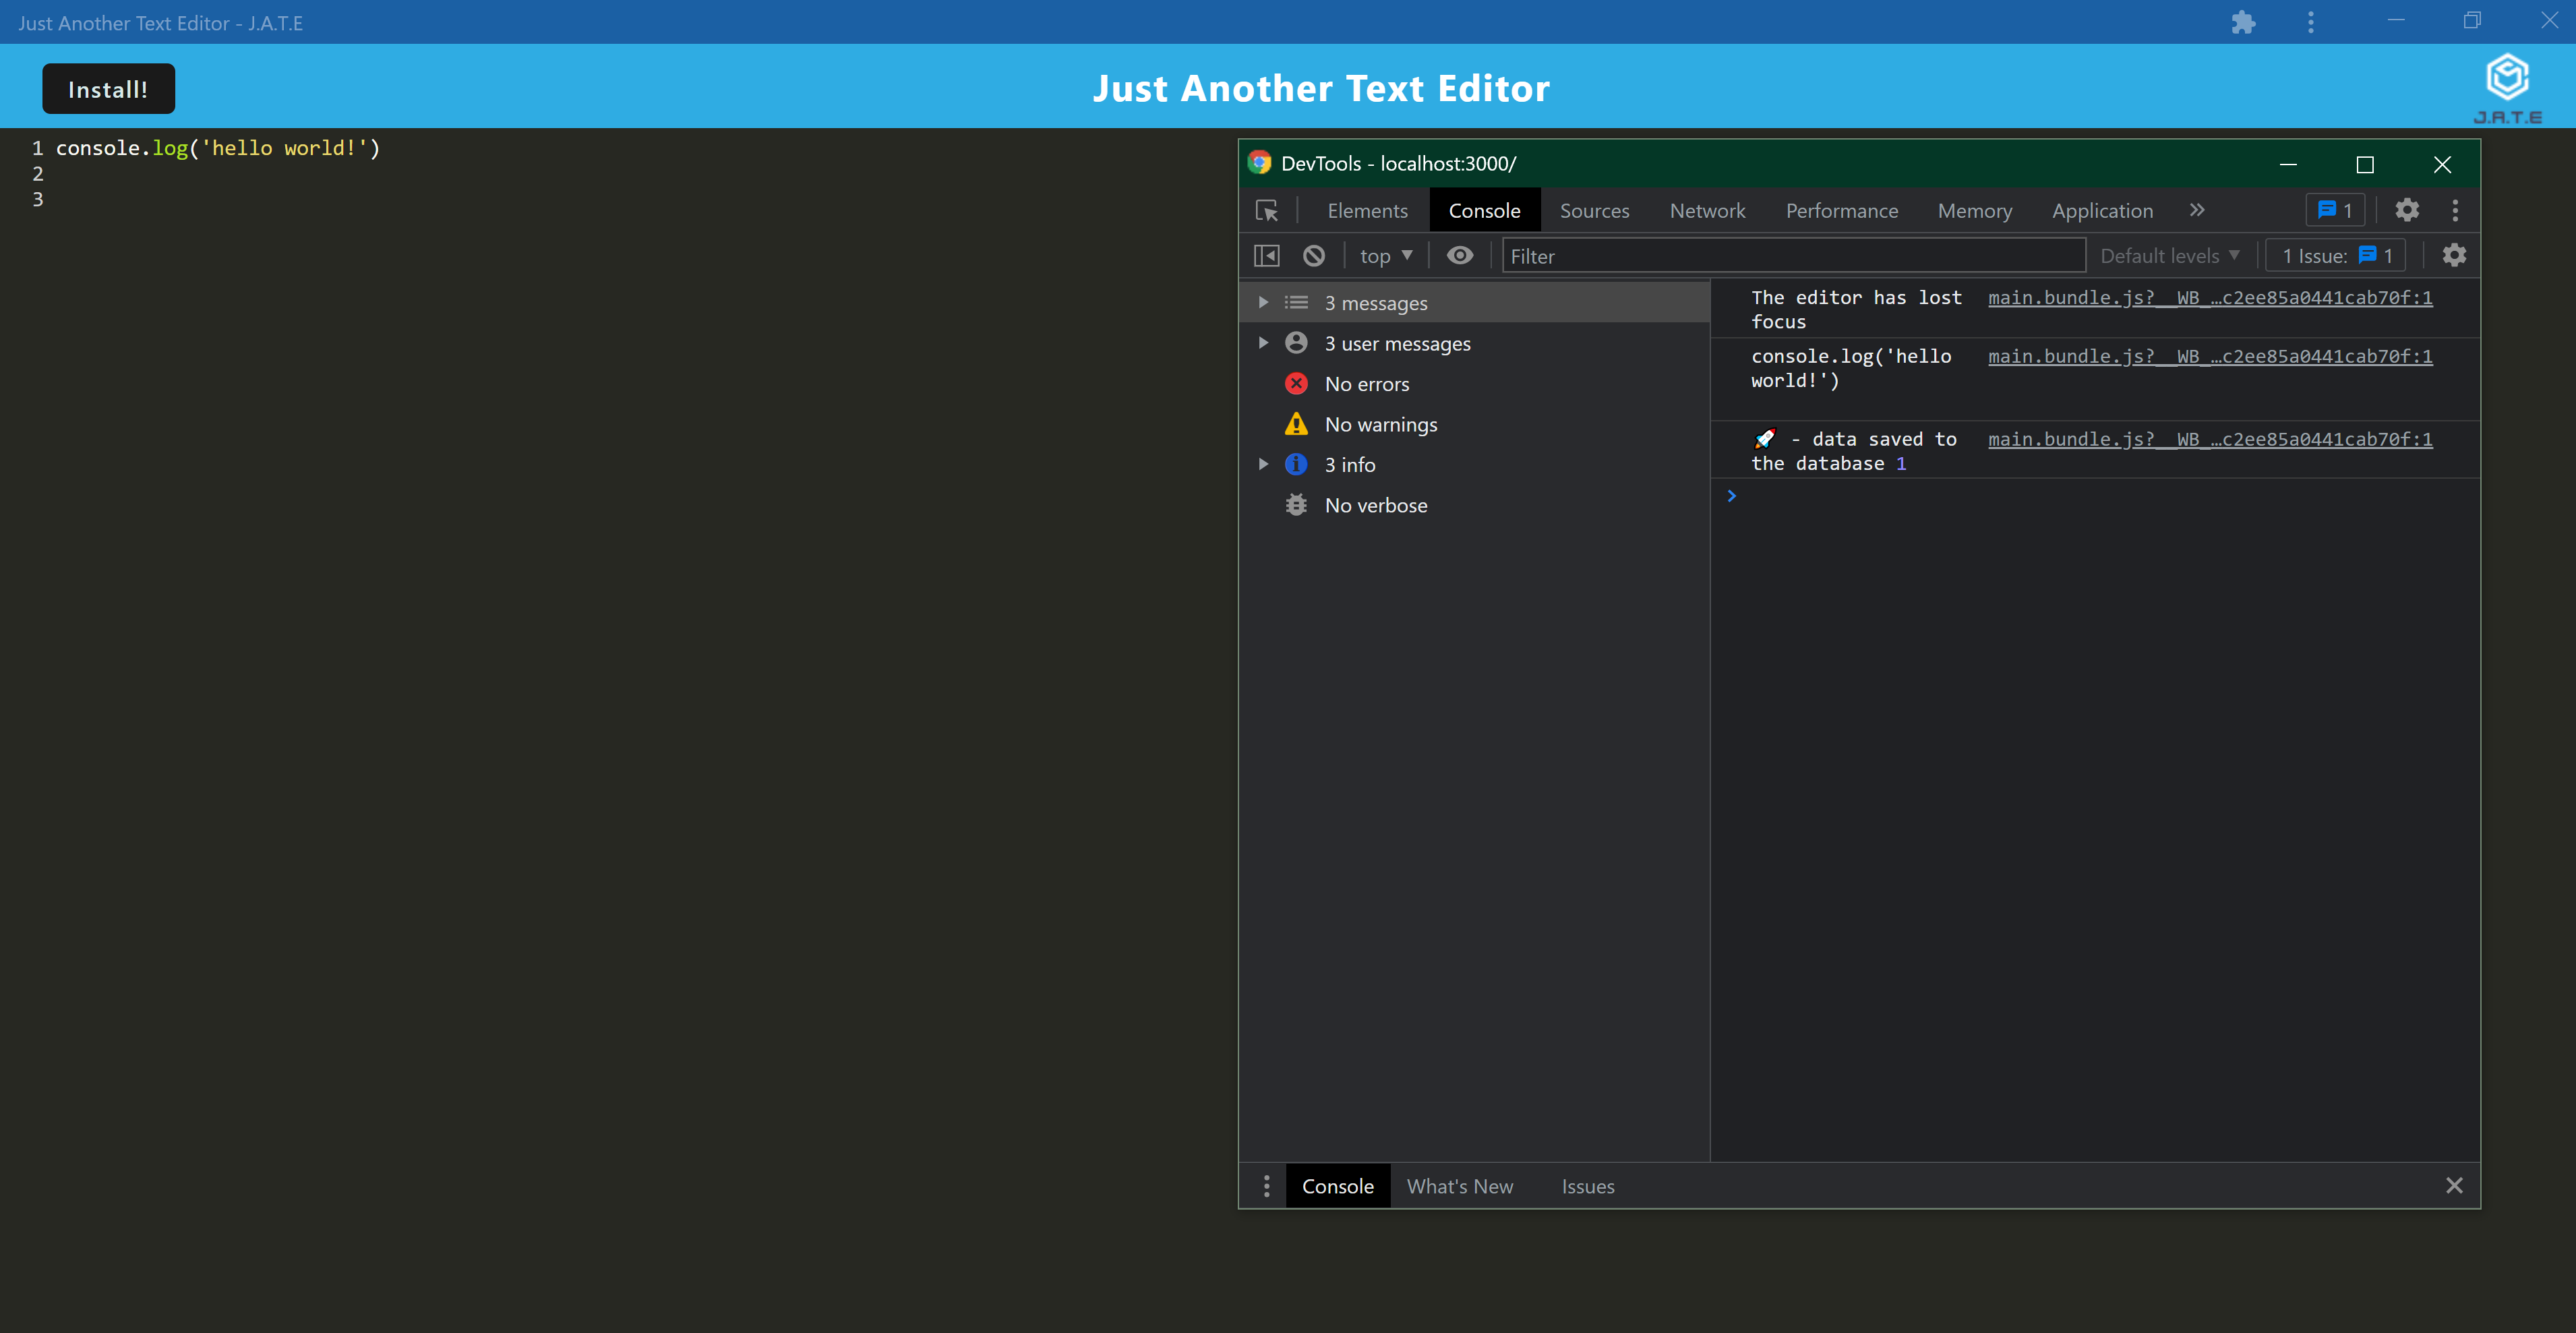 Just Another Text Editor - J.A.T.E
Install!
Just Another Text Editor
J.A.T.E
1 console.log('hello world!')
2
3
DevTools - localhost:3000/
Elements Console Sources Network Performance Memory Application » 1
top ▼ Filter Default levels ▼ 1 Issue: 1
3 messages
3 user messages
No errors
No warnings
3 info
No verbose
The editor has lost main.bundle.js?__WB_…c2ee85a0441cab70f:1
focus
console.log('hello main.bundle.js?__WB_…c2ee85a0441cab70f:1
world!')
🚀 - data saved to main.bundle.js?__WB_…c2ee85a0441cab70f:1
the database 1
Console What's New Issues